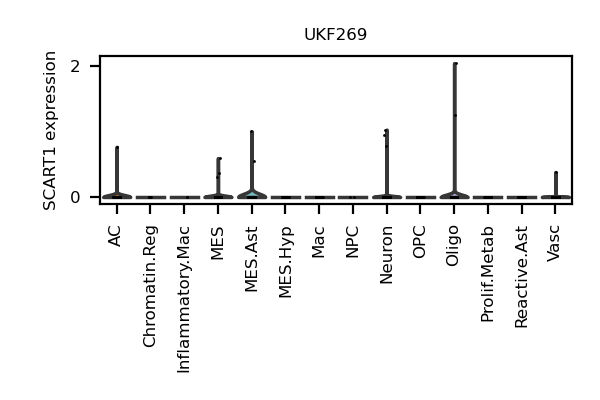 UKF269
SCART1 expression
2
0
AC
Chromatin.Reg
Inflammatory.Mac
MES
MES.Ast
MES.Hyp
Mac
NPC
Neuron
OPC
Oligo
Prolif.Metab
Reactive.Ast
Vasc